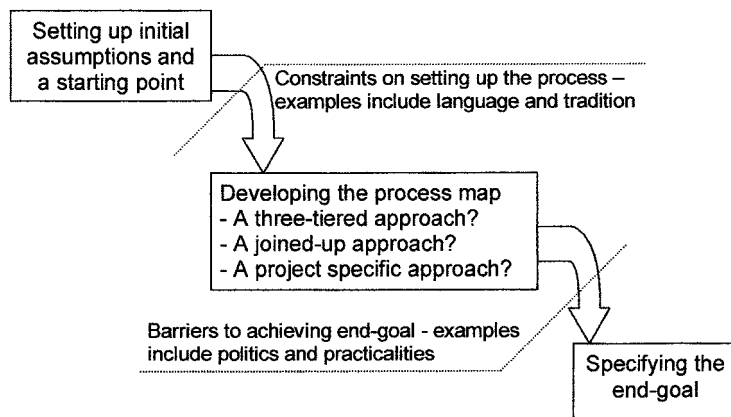 Setting up initial
assumptions and
a starting point
Constraints on setting up the process –
examples include language and tradition
Developing the process map
- A three-tiered approach?
- A joined-up approach?
- A project specific approach?
Barriers to achieving end-goal - examples
include politics and practicalities
Specifying the
end-goal